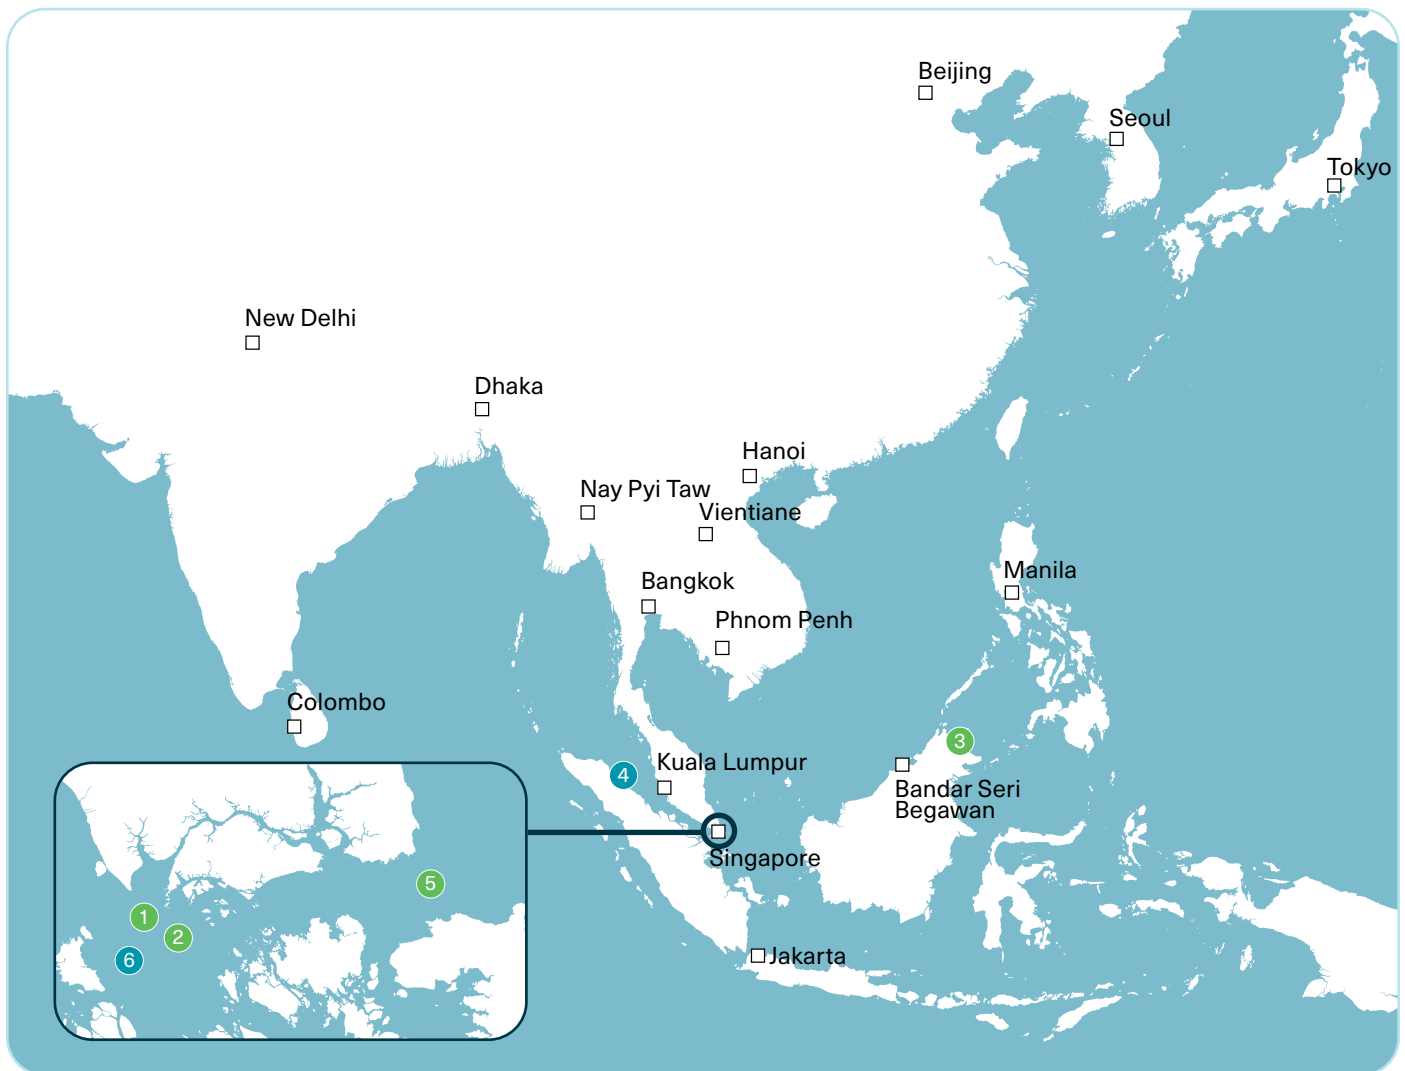 Beijing
Seoul
Tokyo
New Delhi
Dhaka
Hanoi
Nay Pyi Taw
Vientiane
Manila
Bangkok
Phnom Penh
Colombo
3
Kuala Lumpur
4
Bandar Seri
Begawan
Singapore
5
1
2
6
Jakarta